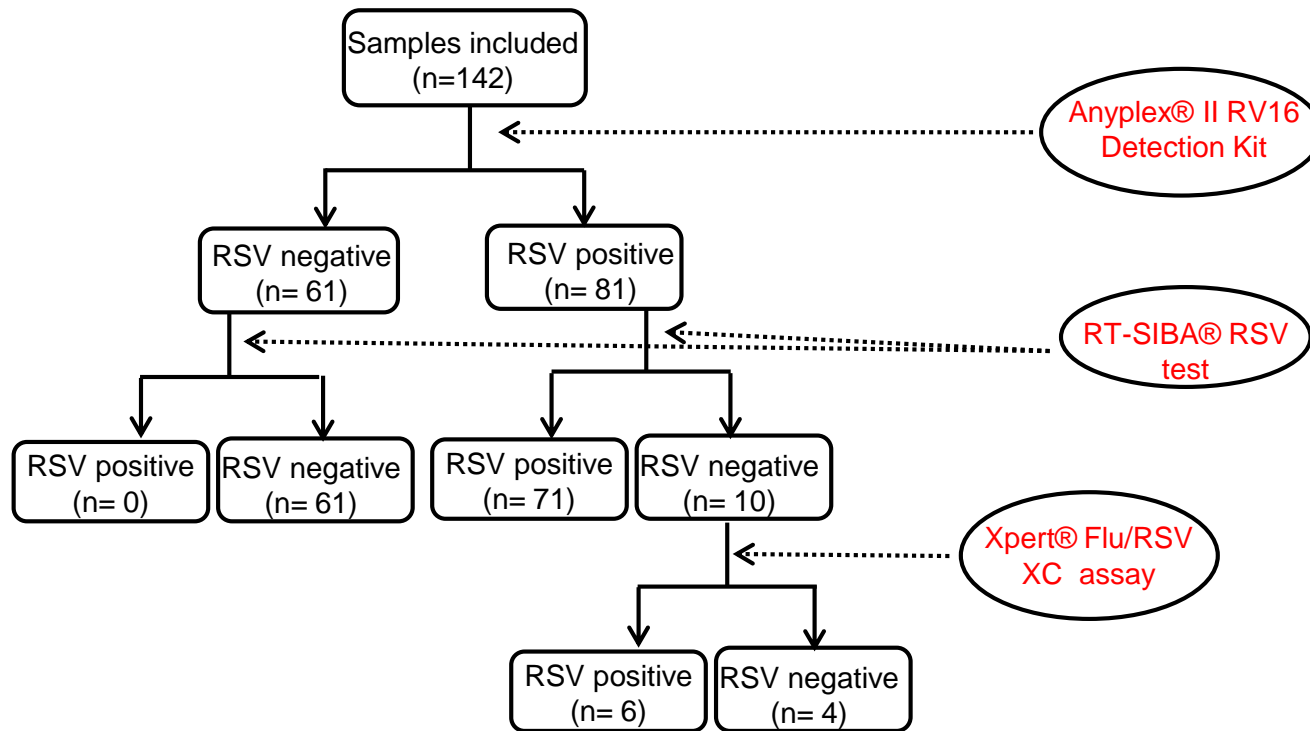 Samples included
(n=142)
Anyplex® II RV16
Detection Kit
RSV negative
(n= 61)
RSV positive
(n= 81)
RT-SIBA® RSV
test
RSV positive
(n= 0)
RSV negative
(n= 61)
RSV positive
(n= 71)
RSV negative
(n= 10)
Xpert® Flu/RSV
XC assay
RSV positive
(n= 6)
RSV negative
(n= 4)